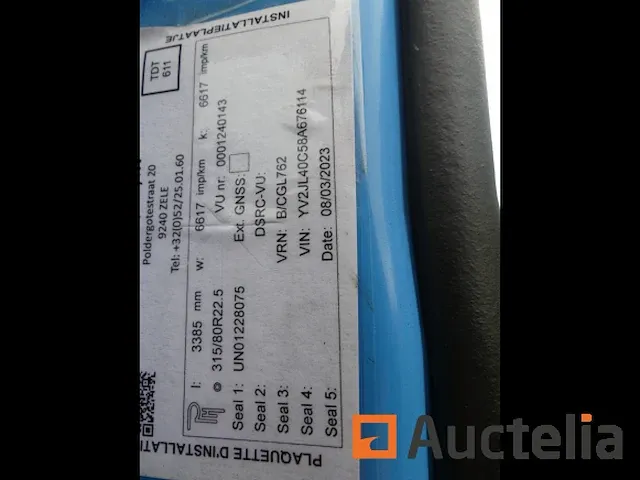 INSTALLATIEPLAATJE
TDT
611
Poldergotestraat 20
9240 ZELE
Tel: +32(0)52/25.01.60
l: 3385 mm w: 6617 imp/km k: 6617 imp/km
315/80R22.5 VU nr: 0001240143
Seal 1: UN01228075 Ext. GNSS:
Seal 2: DSRC-VU:
Seal 3: VRN: B/CGL762
Seal 4: VIN: YV2JL40C58A676114
Seal 5: Date: 08/03/2023
PLAQUETTE D'INSTALLATI
Auctelia